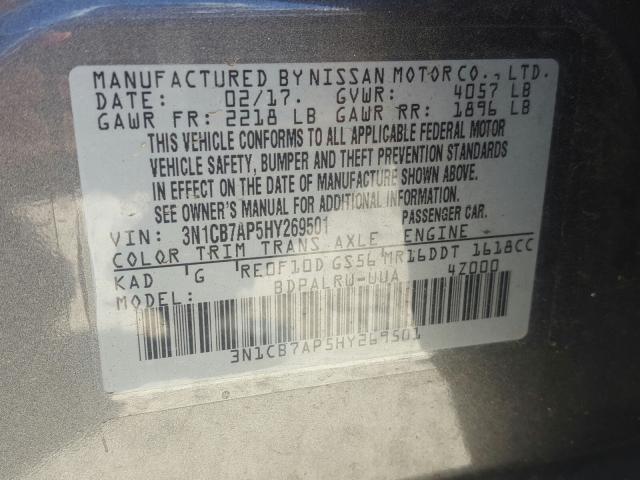 MANUFACTURED BY NISSAN MOTOR CO., LTD.
DATE: 02/17. GVWR: 4057 LB
GAWR FR: 2218 LB GAWR RR: 1896 LB
THIS VEHICLE CONFORMS TO ALL APPLICABLE FEDERAL MOTOR
VEHICLE SAFETY, BUMPER AND THEFT PREVENTION STANDARDS
IN EFFECT ON THE DATE OF MANUFACTURE SHOWN ABOVE.
SEE OWNER'S MANUAL FOR ADDITIONAL INFORMATION.
VIN: 3N1CB7AP5HY269501 PASSENGER CAR.
COLOR TRIM TRANS AXLE ENGINE
KAD G RE0F10D GS56 MR16DDT 1618CC
MODEL: BDPALRW-UUA 47000
3N1CB7AP5HY269501